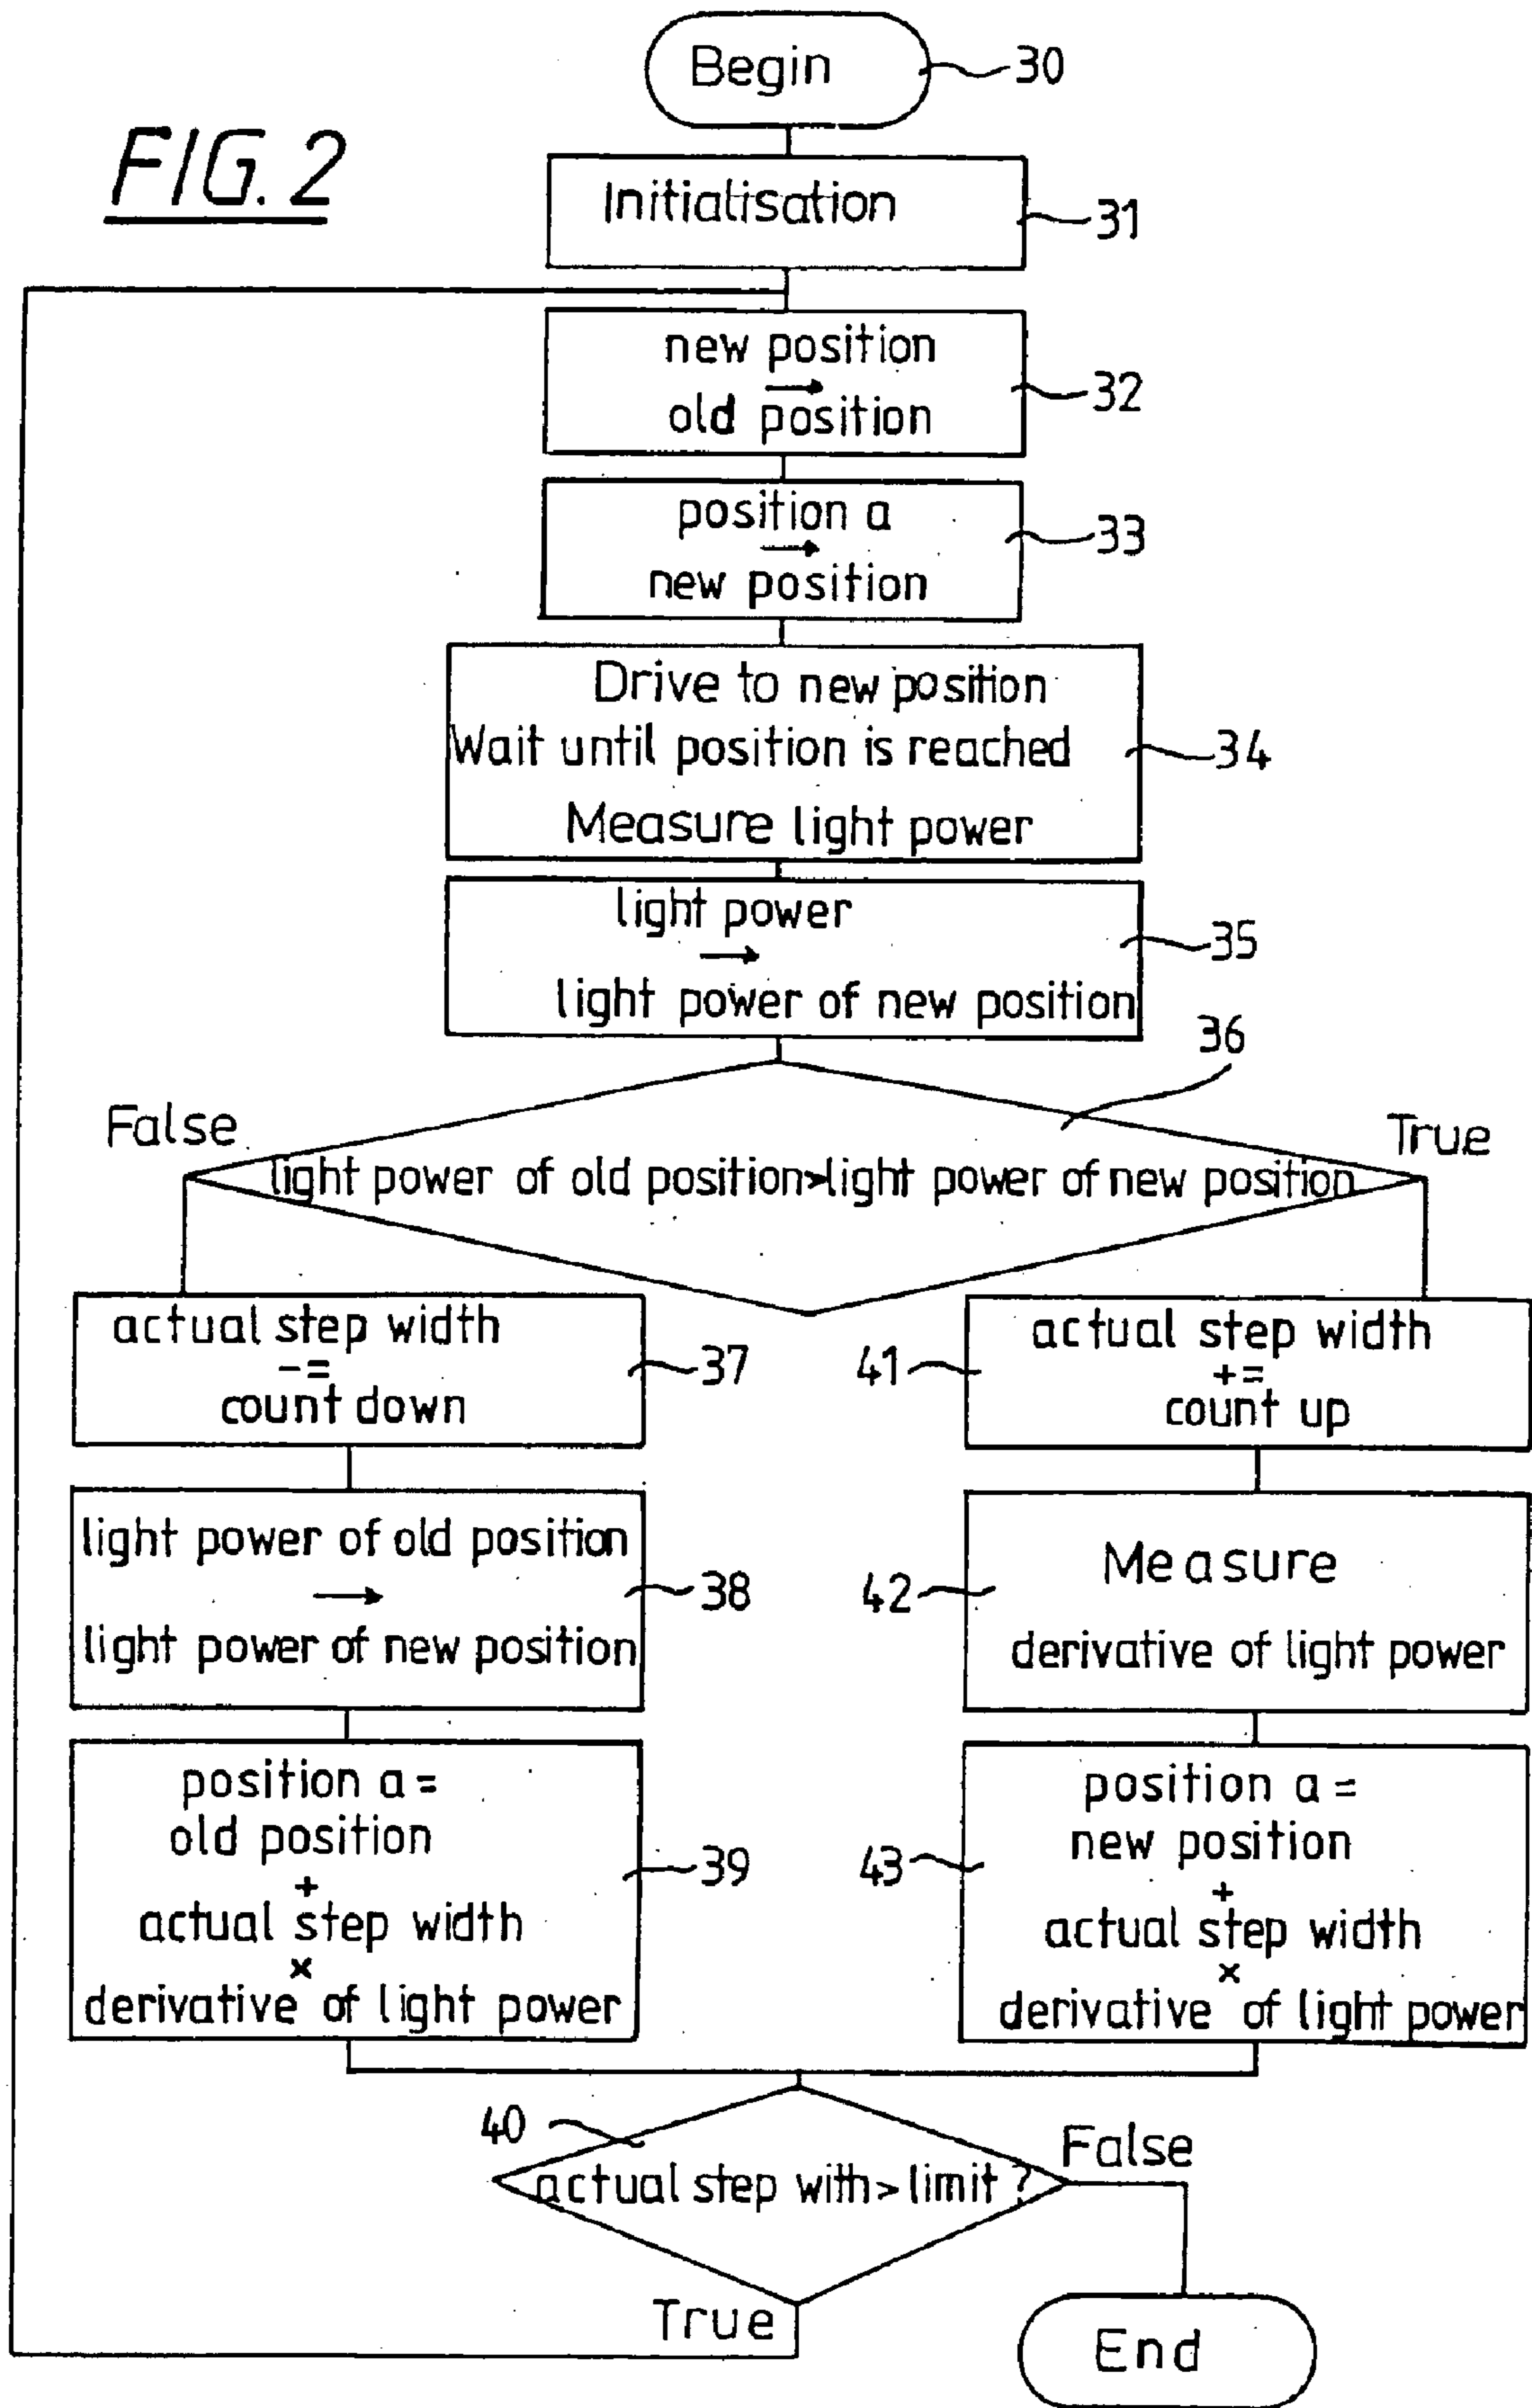 FIG. 2
Begin
30
Initialisation
31
new position
→
old position
32
position a
→
new position
33
Drive to new position
Wait until position is reached
Measure light power
34
light power
→
light power of new position
35
36
False
True
light power of old position>light power of new position
actual step width
-=
count down
37
41
actual step width
+=
count up
light power of old position
→
light power of new position
38
42
Measure
derivative of light power
position a =
old position
+
actual step width
x
derivative of light power
39
43
position a =
new position
+
actual step width
x
derivative of light power
40
actual step with > limit ?
False
True
End